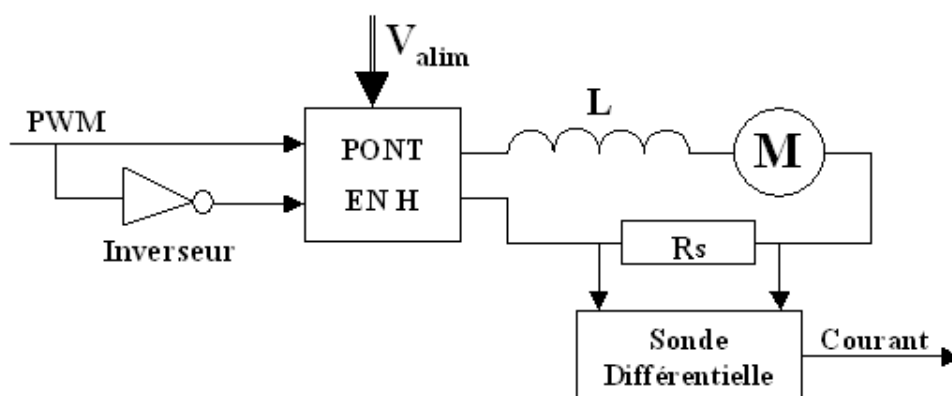 V alim
PWM
L
PONT
EN H
M
Inverseur
Rs
Sonde
Différentielle
Courant